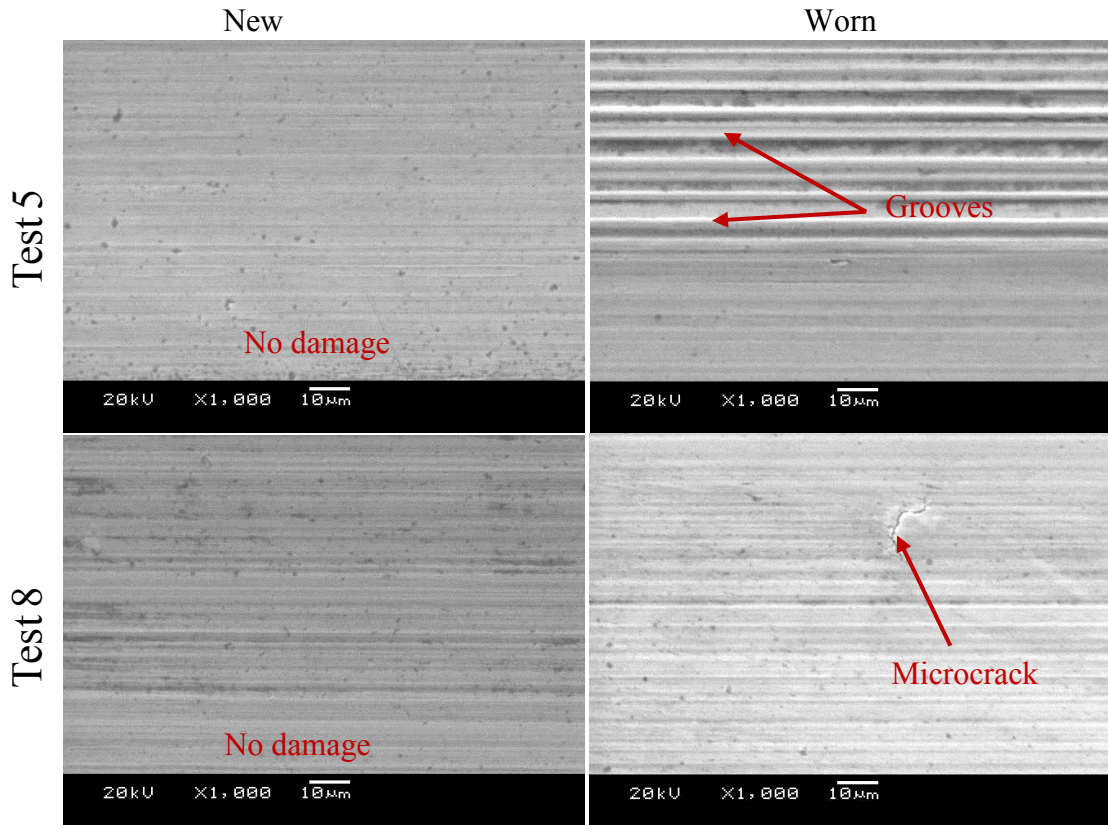 New
Worn
Test 5
Grooves
No damage
20kV X1,000 10μm
20kV X1,000 10μm
Test 8
Microcrack
No damage
20kV X1,000 10μm
20kV X1,000 10μm